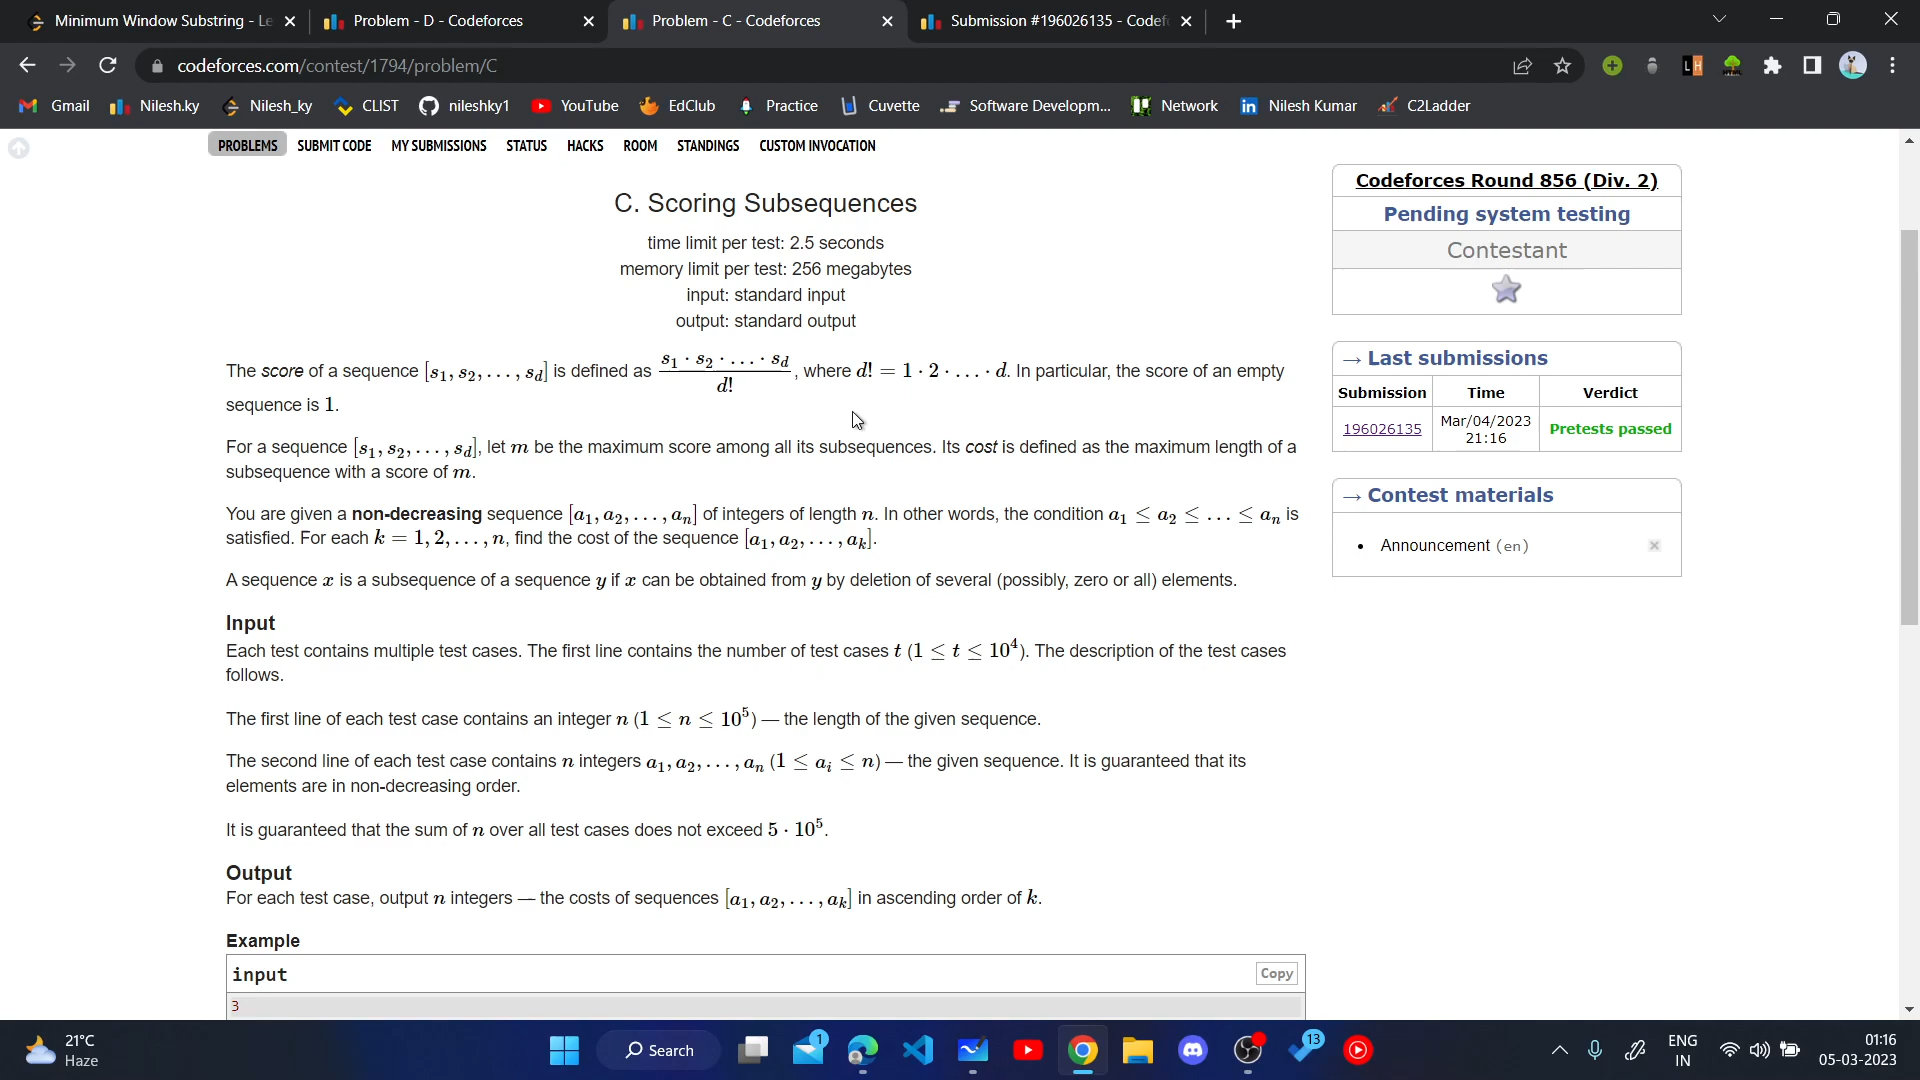 Minimum Window Substring - Le
Problem - D - Codeforces
Problem - C - Codeforces
Submission #196026135 - Codef
codeforces.com/contest/1794/problem/C
Gmail
Nilesh.ky
Nilesh_ky
CLIST
nileshky1
YouTube
EdClub
Practice
Cuvette
Software Developm...
Network
Nilesh Kumar
C2Ladder
PROBLEMS SUBMIT CODE MY SUBMISSIONS STATUS HACKS ROOM STANDINGS CUSTOM INVOCATION
C. Scoring Subsequences
time limit per test: 2.5 seconds
memory limit per test: 256 megabytes
input: standard input
output: standard output
The score of a sequence [s₁, s₂, . . . , s_d] is defined as (s₁ · s₂ · . . . · s_d) / d!, where d! = 1 · 2 · . . . · d. In particular, the score of an empty
sequence is 1.
For a sequence [s₁, s₂, . . . , s_d], let m be the maximum score among all its subsequences. Its cost is defined as the maximum length of a
subsequence with a score of m.
You are given a non-decreasing sequence [a₁, a₂, . . . , aₙ] of integers of length n. In other words, the condition a₁ ≤ a₂ ≤ . . . ≤ aₙ is
satisfied. For each k = 1, 2, . . . , n, find the cost of the sequence [a₁, a₂, . . . , aₖ].
A sequence x is a subsequence of a sequence y if x can be obtained from y by deletion of several (possibly, zero or all) elements.
Input
Each test contains multiple test cases. The first line contains the number of test cases t (1 ≤ t ≤ 10⁴). The description of the test cases
follows.
The first line of each test case contains an integer n (1 ≤ n ≤ 10⁵) — the length of the given sequence.
The second line of each test case contains n integers a₁, a₂, . . . , aₙ (1 ≤ aᵢ ≤ n) — the given sequence. It is guaranteed that its
elements are in non-decreasing order.
It is guaranteed that the sum of n over all test cases does not exceed 5 · 10⁵.
Output
For each test case, output n integers — the costs of sequences [a₁, a₂, . . . , aₖ] in ascending order of k.
Example
input
Copy
3
Codeforces Round 856 (Div. 2)
Pending system testing
Contestant
→ Last submissions
Submission Time Verdict
196026135 Mar/04/2023 21:16 Pretests passed
→ Contest materials
• Announcement (en)
21°C
Haze
Search
1
13
ENG
IN
01:16
05-03-2023
LH